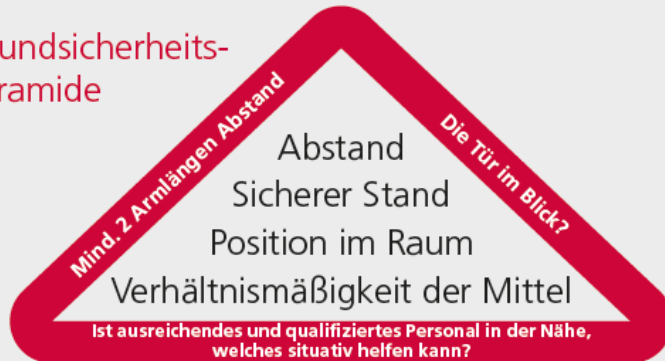 undsicherheits-
ramide
Mind. 2 Armlängen Abstand
Die Tür im Blick?
Abstand
Sicherer Stand
Position im Raum
Verhältnismäßigkeit der Mittel
Ist ausreichendes und qualifiziertes Personal in der Nähe,
welches situativ helfen kann?